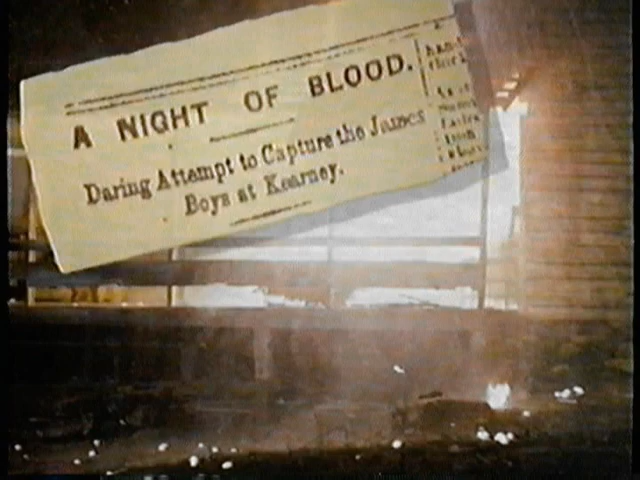 A NIGHT OF BLOOD.
Daring Attempt to Capture the James
Boys at Kearney.